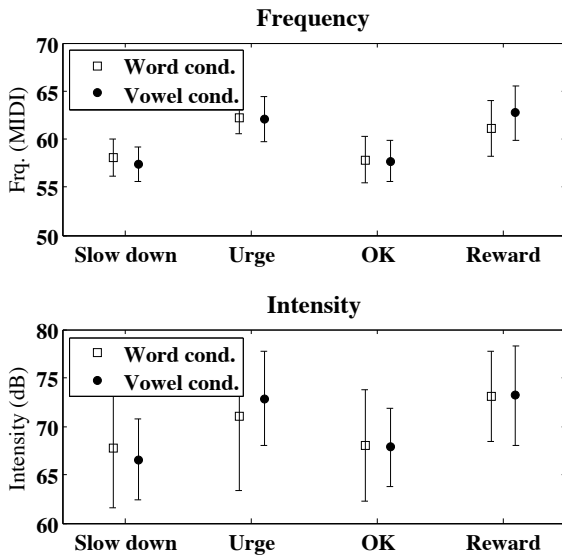 Frequency
70
65
60
55
50
Frq. (MIDI)
Word cond.
Vowel cond.
Slow down Urge OK Reward
Intensity
80
75
70
65
60
Intensity (dB)
Word cond.
Vowel cond.
Slow down Urge OK Reward